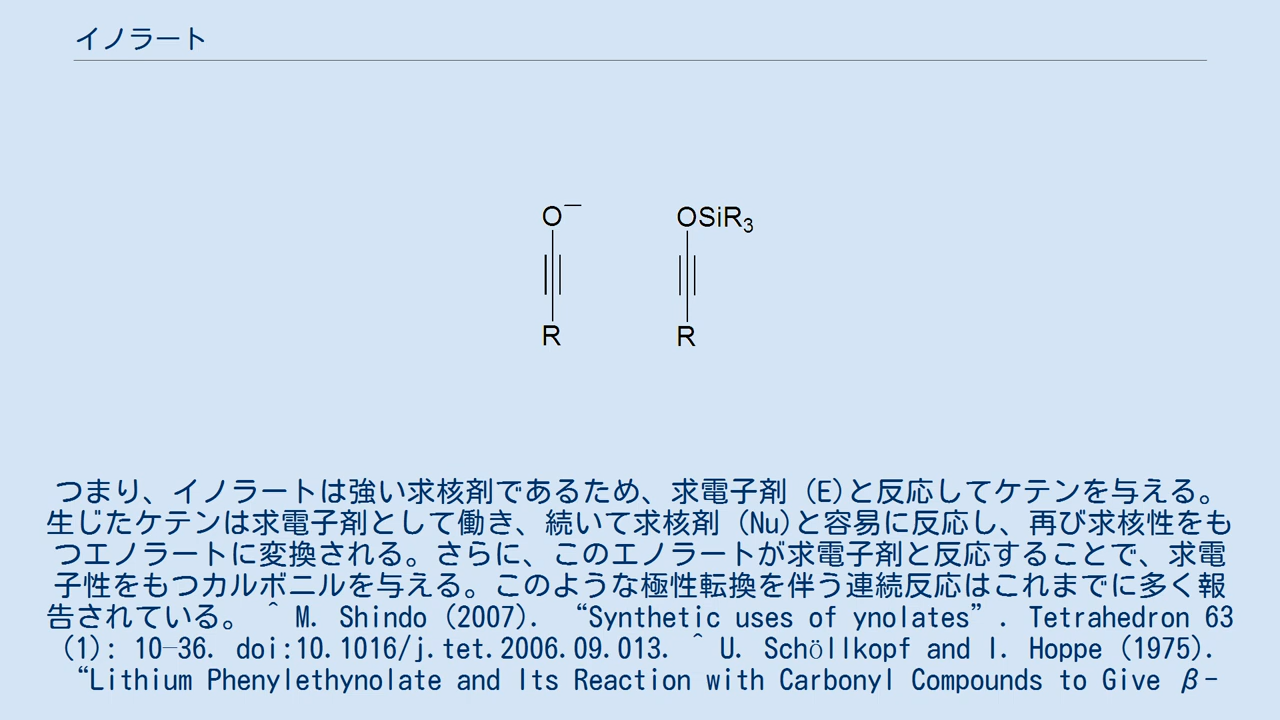 イノラート
O−
OSiR3
R
R
つまり、イノラートは強い求核剤であるため、求電子剤 (E)と反応してケテンを与える。
生じたケテンは求電子剤として働き、続いて求核剤 (Nu)と容易に反応し、再び求核性をも
つエノラートに変換される。さらに、このエノラートが求電子剤と反応することで、求電
子性をもつカルボニルを与える。このような極性転換を伴う連続反応はこれまでに多く報
告されている。 ^ M. Shindo (2007). “Synthetic uses of ynolates”. Tetrahedron 63
(1): 10–36. doi:10.1016/j.tet.2006.09.013. ^ U. Schöllkopf and I. Hoppe (1975).
“Lithium Phenylethynolate and Its Reaction with Carbonyl Compounds to Give β-